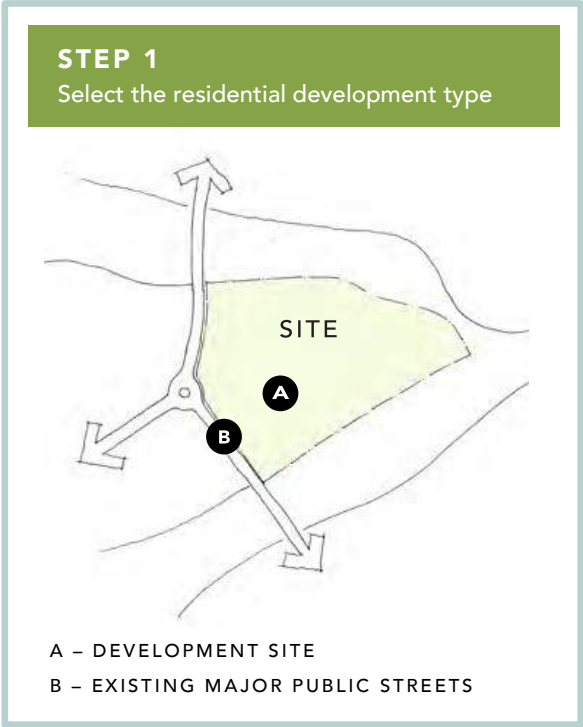 STEP 1
Select the residential development type
SITE
A
B
A – DEVELOPMENT SITE
B – EXISTING MAJOR PUBLIC STREETS